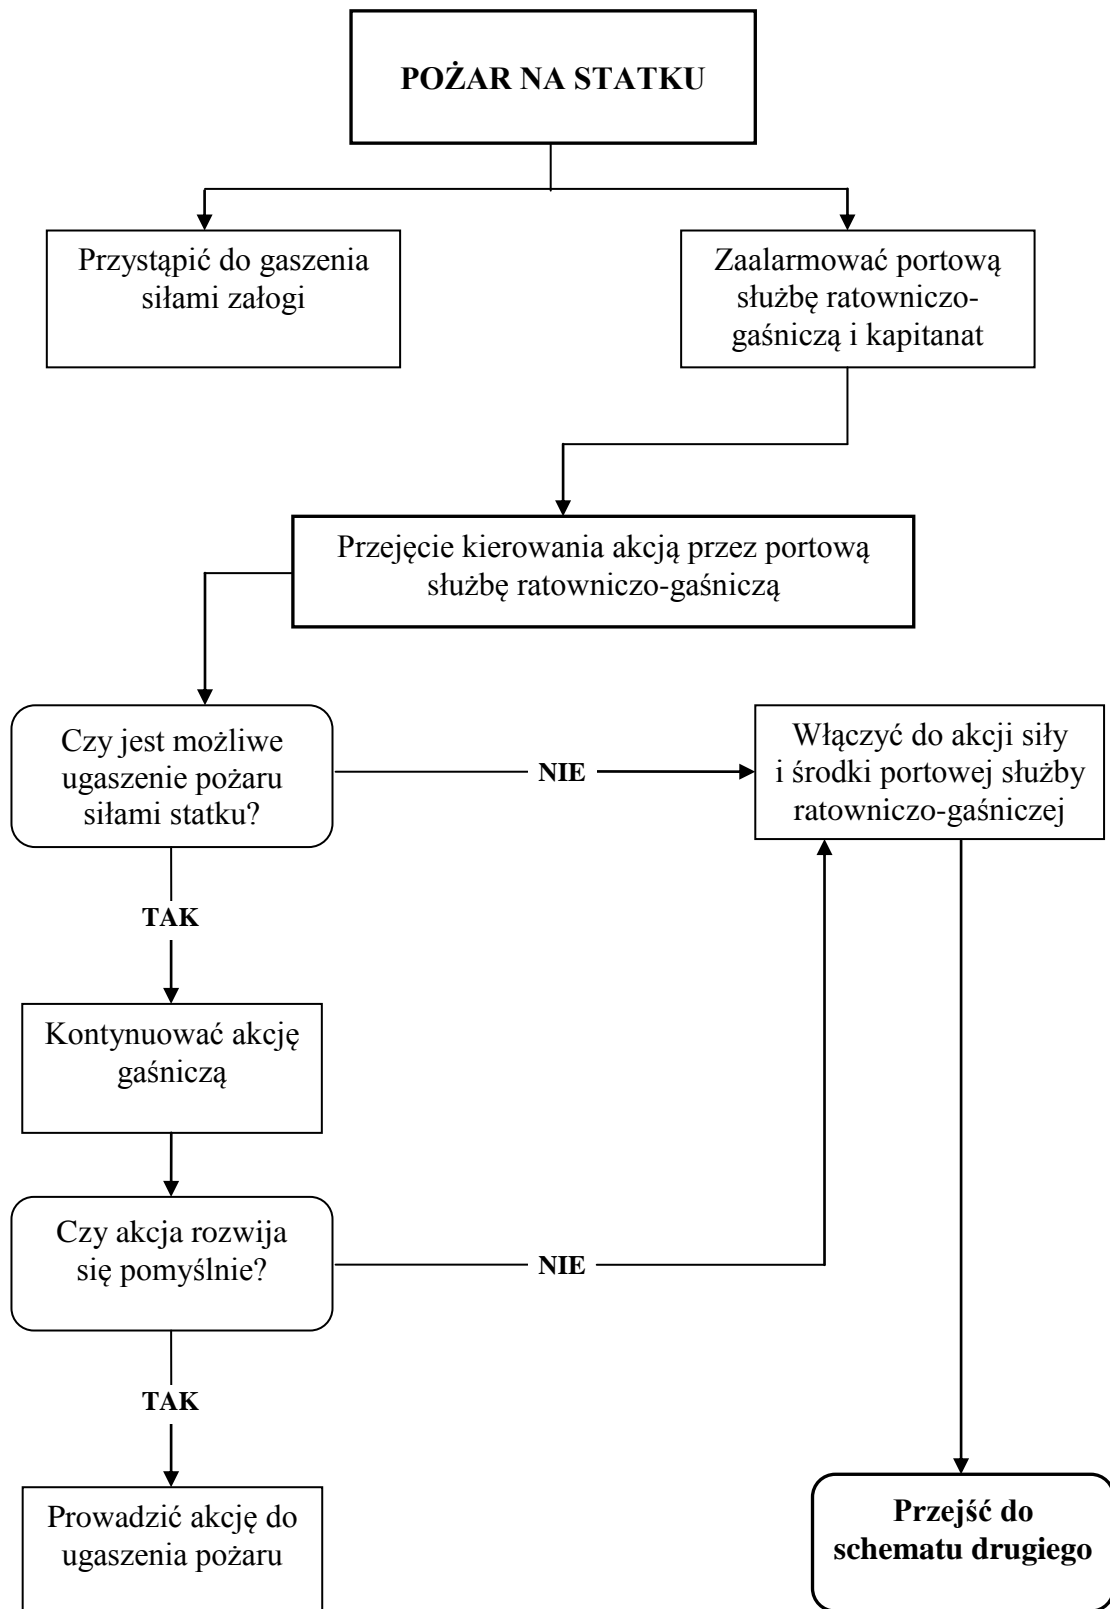 POŻAR NA STATKU
Przystąpić do gaszenia
siłami załogi
Zaalarmować portową
służbę ratowniczo-
gaśniczą i kapitanat
Przejęcie kierowania akcją przez portową
służbę ratowniczo-gaśniczą
Czy jest możliwe
ugaszenie pożaru
siłami statku?
NIE
Włączyć do akcji siły
i środki portowej służby
ratowniczo-gaśniczej
TAK
Kontynuować akcję
gaśniczą
Czy akcja rozwija
się pomyślnie?
NIE
TAK
Prowadzić akcję do
ugaszenia pożaru
Przejść do
schematu drugiego